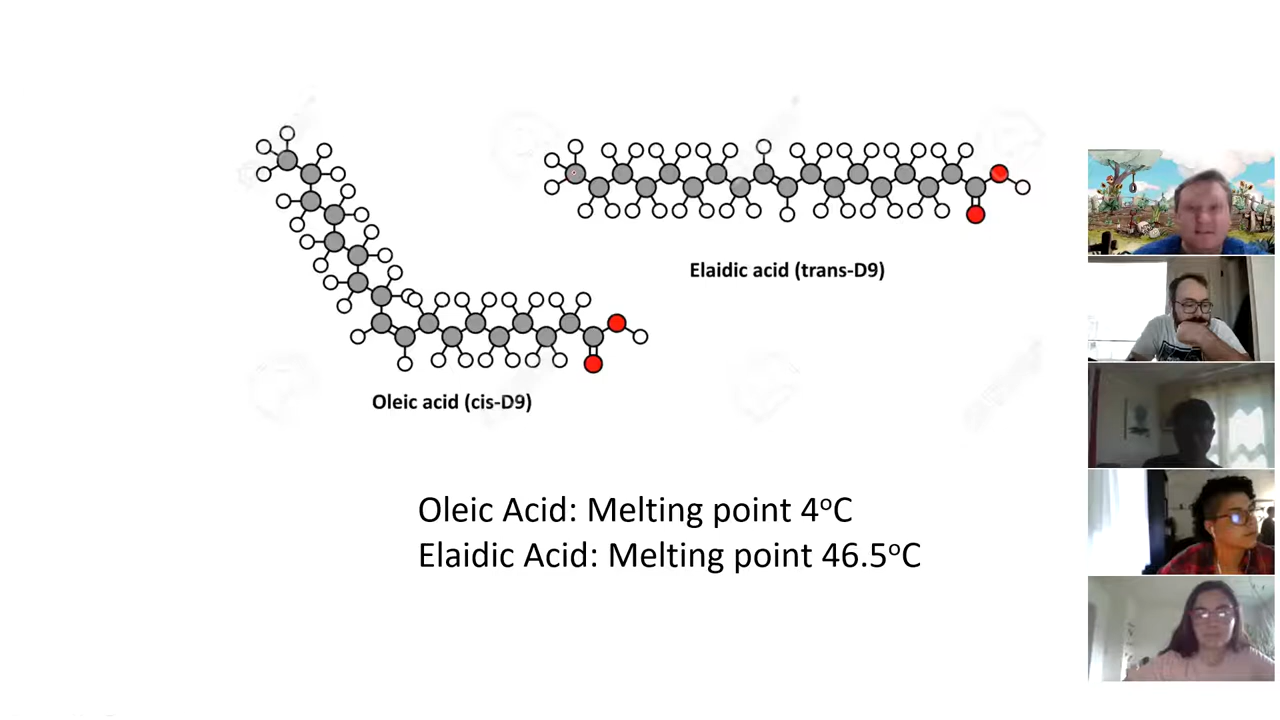 Elaidic acid (trans-D9)
Oleic acid (cis-D9)
Oleic Acid: Melting point 4ºC
Elaidic Acid: Melting point 46.5ºC